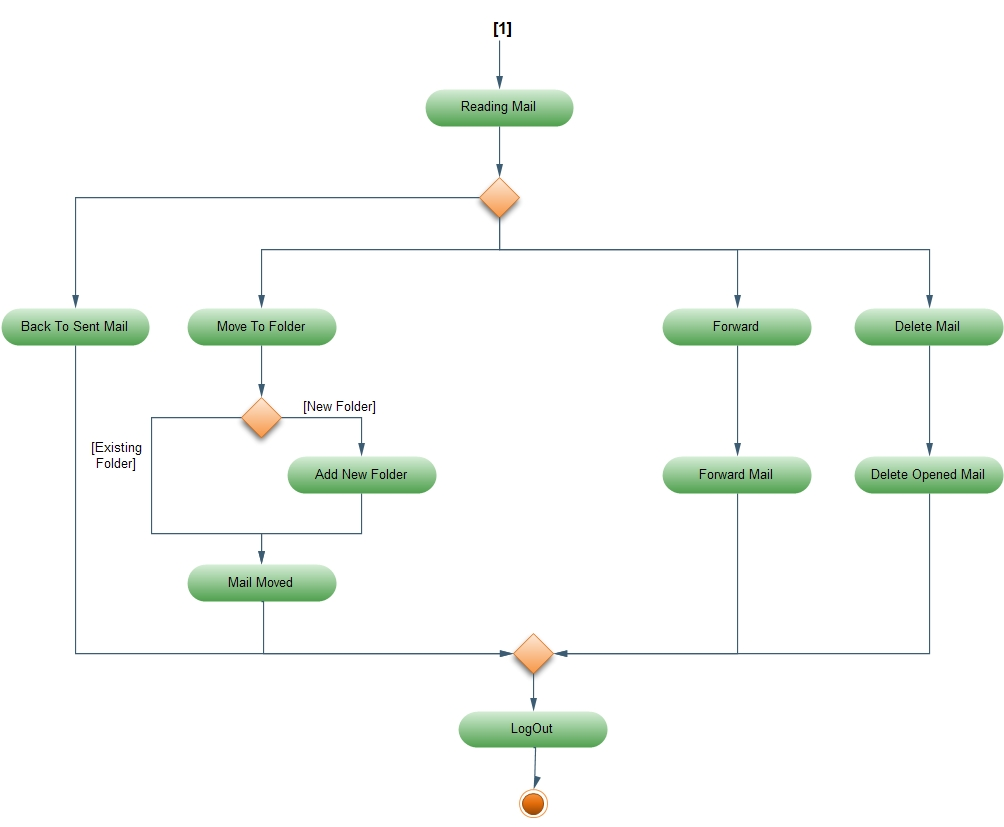 [1]
Reading Mail
Back To Sent Mail
Move To Folder
Forward
Delete Mail
[New Folder]
[Existing
Folder]
Add New Folder
Forward Mail
Delete Opened Mail
Mail Moved
LogOut